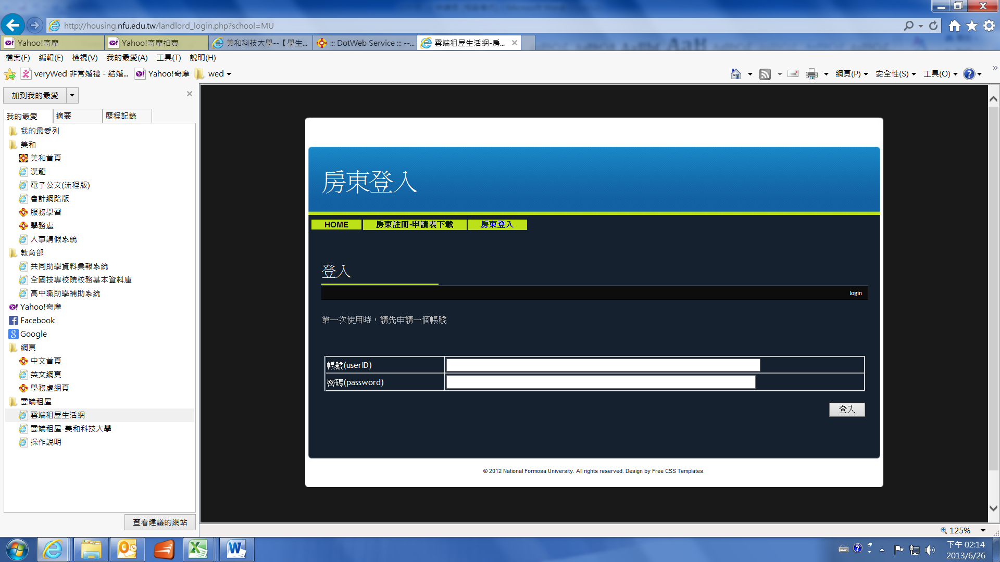 http://housing.nfu.edu.tw/landlord_login.php?school=MU
Yahoo!奇摩
Yahoo!奇摩拍賣
美和科技大學--【學生...
::: DotWeb Service ::: --...
雲端租屋生活網-房...
檔案(F) 編輯(E) 檢視(V) 我的最愛(A) 工具(T) 說明(H)
veryWed 非常婚禮 - 結婚... Yahoo!奇摩 wed
網頁(P) 安全性(S) 工具(O)
加到我的最愛
我的最愛 摘要 歷程記錄
我的最愛列
美和
美和首頁
漢龍
電子公文(流程版)
會計網路版
服務學習
學務處
人事請假系統
教育部
共同助學資料彙報系統
全國技專校院校務基本資料庫
高中職助學補助系統
Yahoo!奇摩
Facebook
Google
網頁
中文首頁
英文網頁
學務處網頁
雲端租屋
雲端租屋生活網
雲端租屋-美和科技大學
操作說明
查看建議的網站
房東登入
HOME 房東註冊-申請表下載 房東登入
登入
login
第一次使用時，請先申請一個帳號
帳號(userID)
密碼(password)
登入
© 2012 National Formosa University. All rights reserved. Design by Free CSS Templates.
125%
下午 02:14
2013/6/26